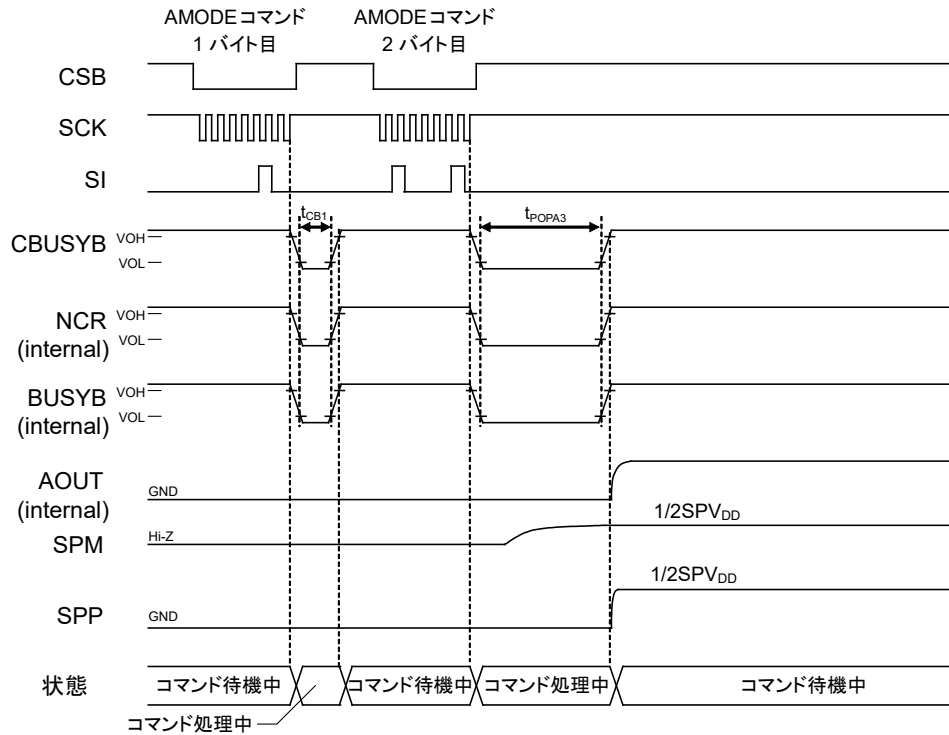 AMODEコマンド
1 バイト目
AMODEコマンド
2 バイト目
CSB
SCK
SI
tCB1
tPOPA3
CBUSYB
VOH
VOL
NCR
(internal)
VOH
VOL
BUSYB
(internal)
VOH
VOL
AOUT
(internal)
GND
SPM
Hi-Z
1/2SPVDD
SPP
GND
1/2SPVDD
状態
コマンド待機中
コマンド待機中
コマンド処理中
コマンド待機中
コマンド処理中